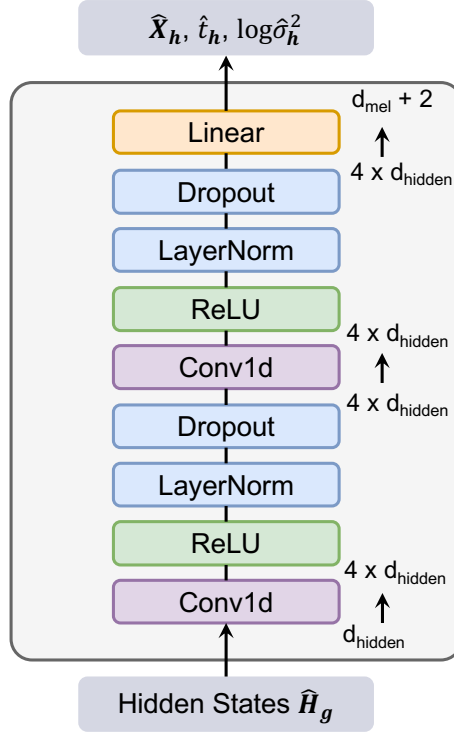 X̂_h, t̂_h, logσ̂_h^2
d_mel + 2
Linear
4 x d_hidden
Dropout
LayerNorm
ReLU
4 x d_hidden
Conv1d
4 x d_hidden
Dropout
LayerNorm
ReLU
4 x d_hidden
Conv1d
d_hidden
Hidden States Ĥ_g